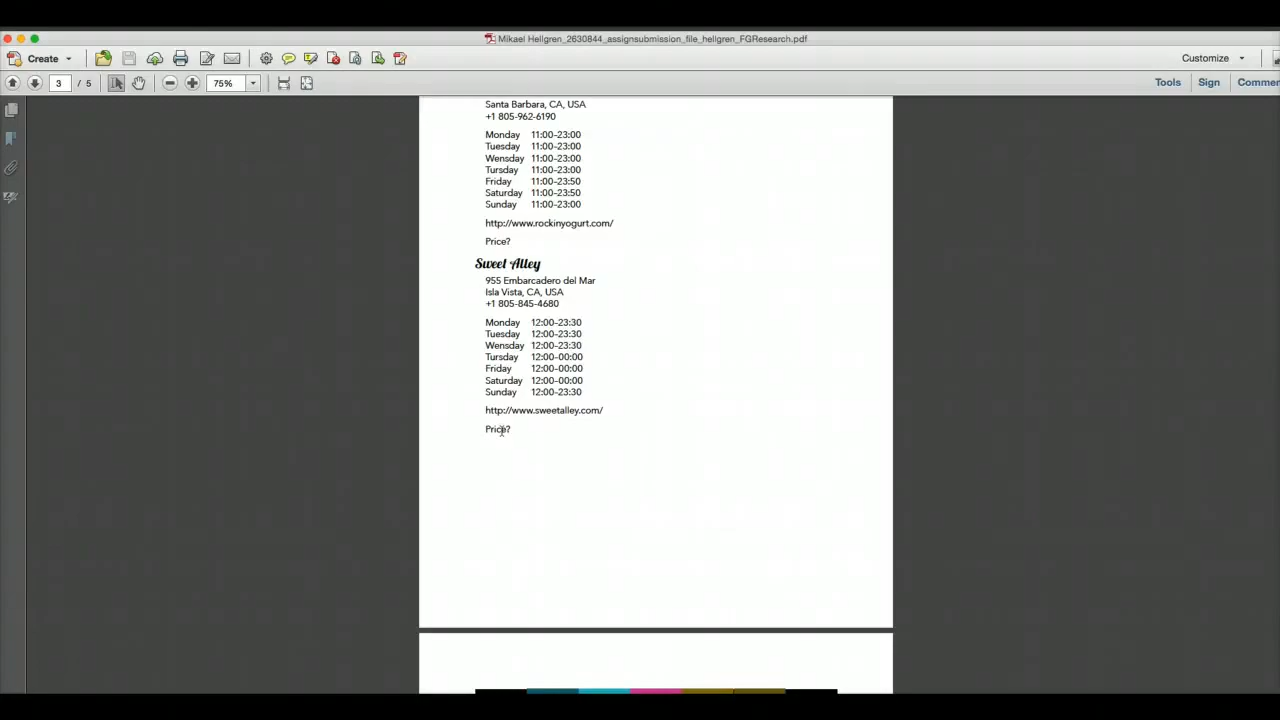 Mikael Hellgren_2630844_assignsubmission_file_hellgren_FGResearch.pdf
Create
Customize
3 / 5
75%
Tools Sign Commen
Santa Barbara, CA, USA
+1 805-962-6190
Monday 11:00-23:00
Tuesday 11:00-23:00
Wensday 11:00-23:00
Tursday 11:00-23:00
Friday 11:00-23:50
Saturday 11:00-23:50
Sunday 11:00-23:00
http://www.rockinyogurt.com/
Price?
Sweet Alley
955 Embarcadero del Mar
Isla Vista, CA, USA
+1 805-845-4680
Monday 12:00-23:30
Tuesday 12:00-23:30
Wensday 12:00-23:30
Tursday 12:00-00:00
Friday 12:00-00:00
Saturday 12:00-00:00
Sunday 12:00-23:30
http://www.sweetalley.com/
Price?